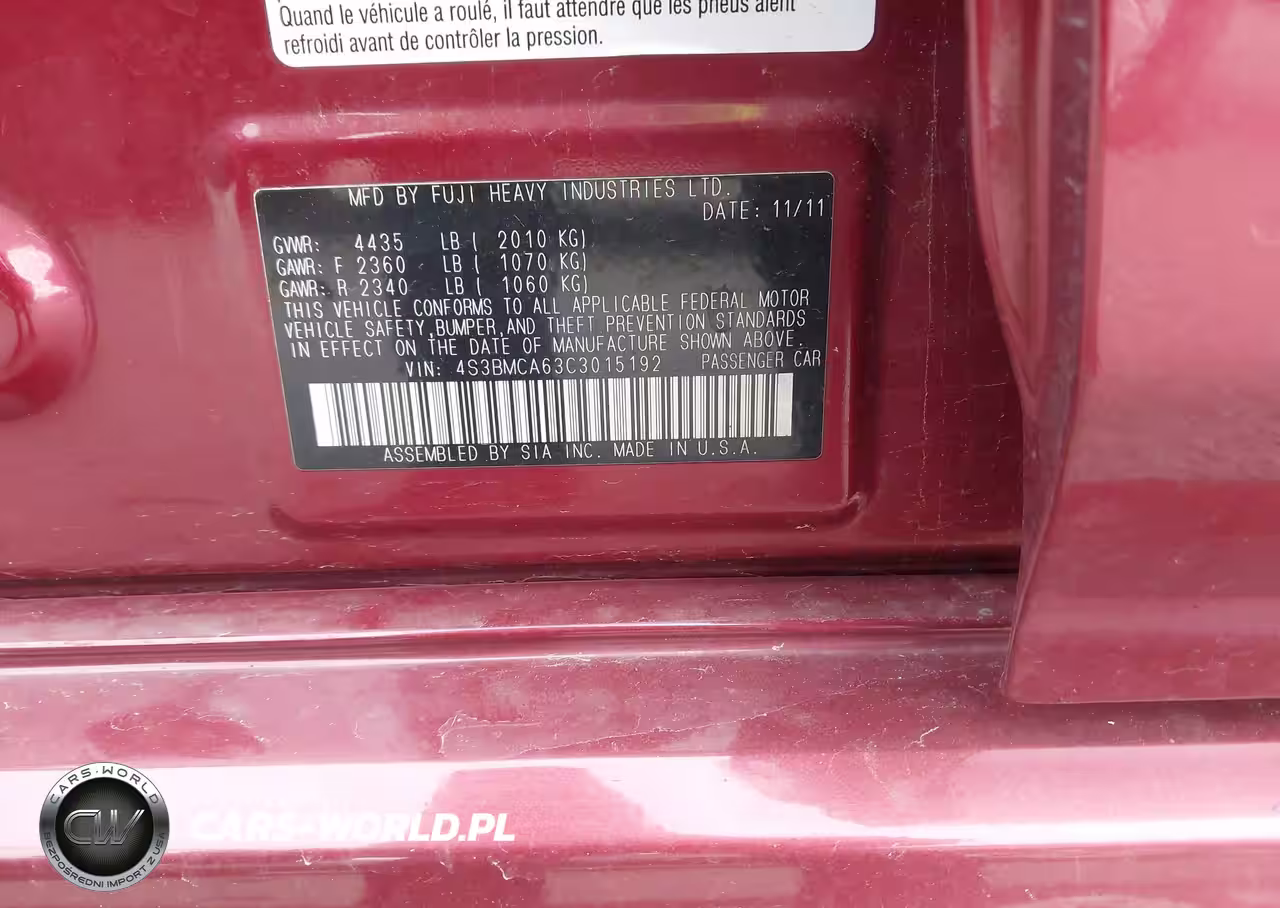 Quand le véhicule a roulé, il faut attendre que les pneus aient
refroidi avant de contrôler la pression.
MFD BY FUJI HEAVY INDUSTRIES LTD.
DATE: 11/11
GVWR: 4435 LB ( 2010 KG)
GAWR: F 2360 LB ( 1070 KG)
GAWR: R 2340 LB ( 1060 KG)
THIS VEHICLE CONFORMS TO ALL APPLICABLE FEDERAL MOTOR
VEHICLE SAFETY,BUMPER,AND THEFT PREVENTION STANDARDS
IN EFFECT ON THE DATE OF MANUFACTURE SHOWN ABOVE.
VIN: 4S3BMCA63C3015192 PASSENGER CAR
ASSEMBLED BY SIA INC. MADE IN U.S.A.
CARS-WORLD
CW
BEZPOŚREDNI IMPORT Z USA
CARS-WORLD.PL